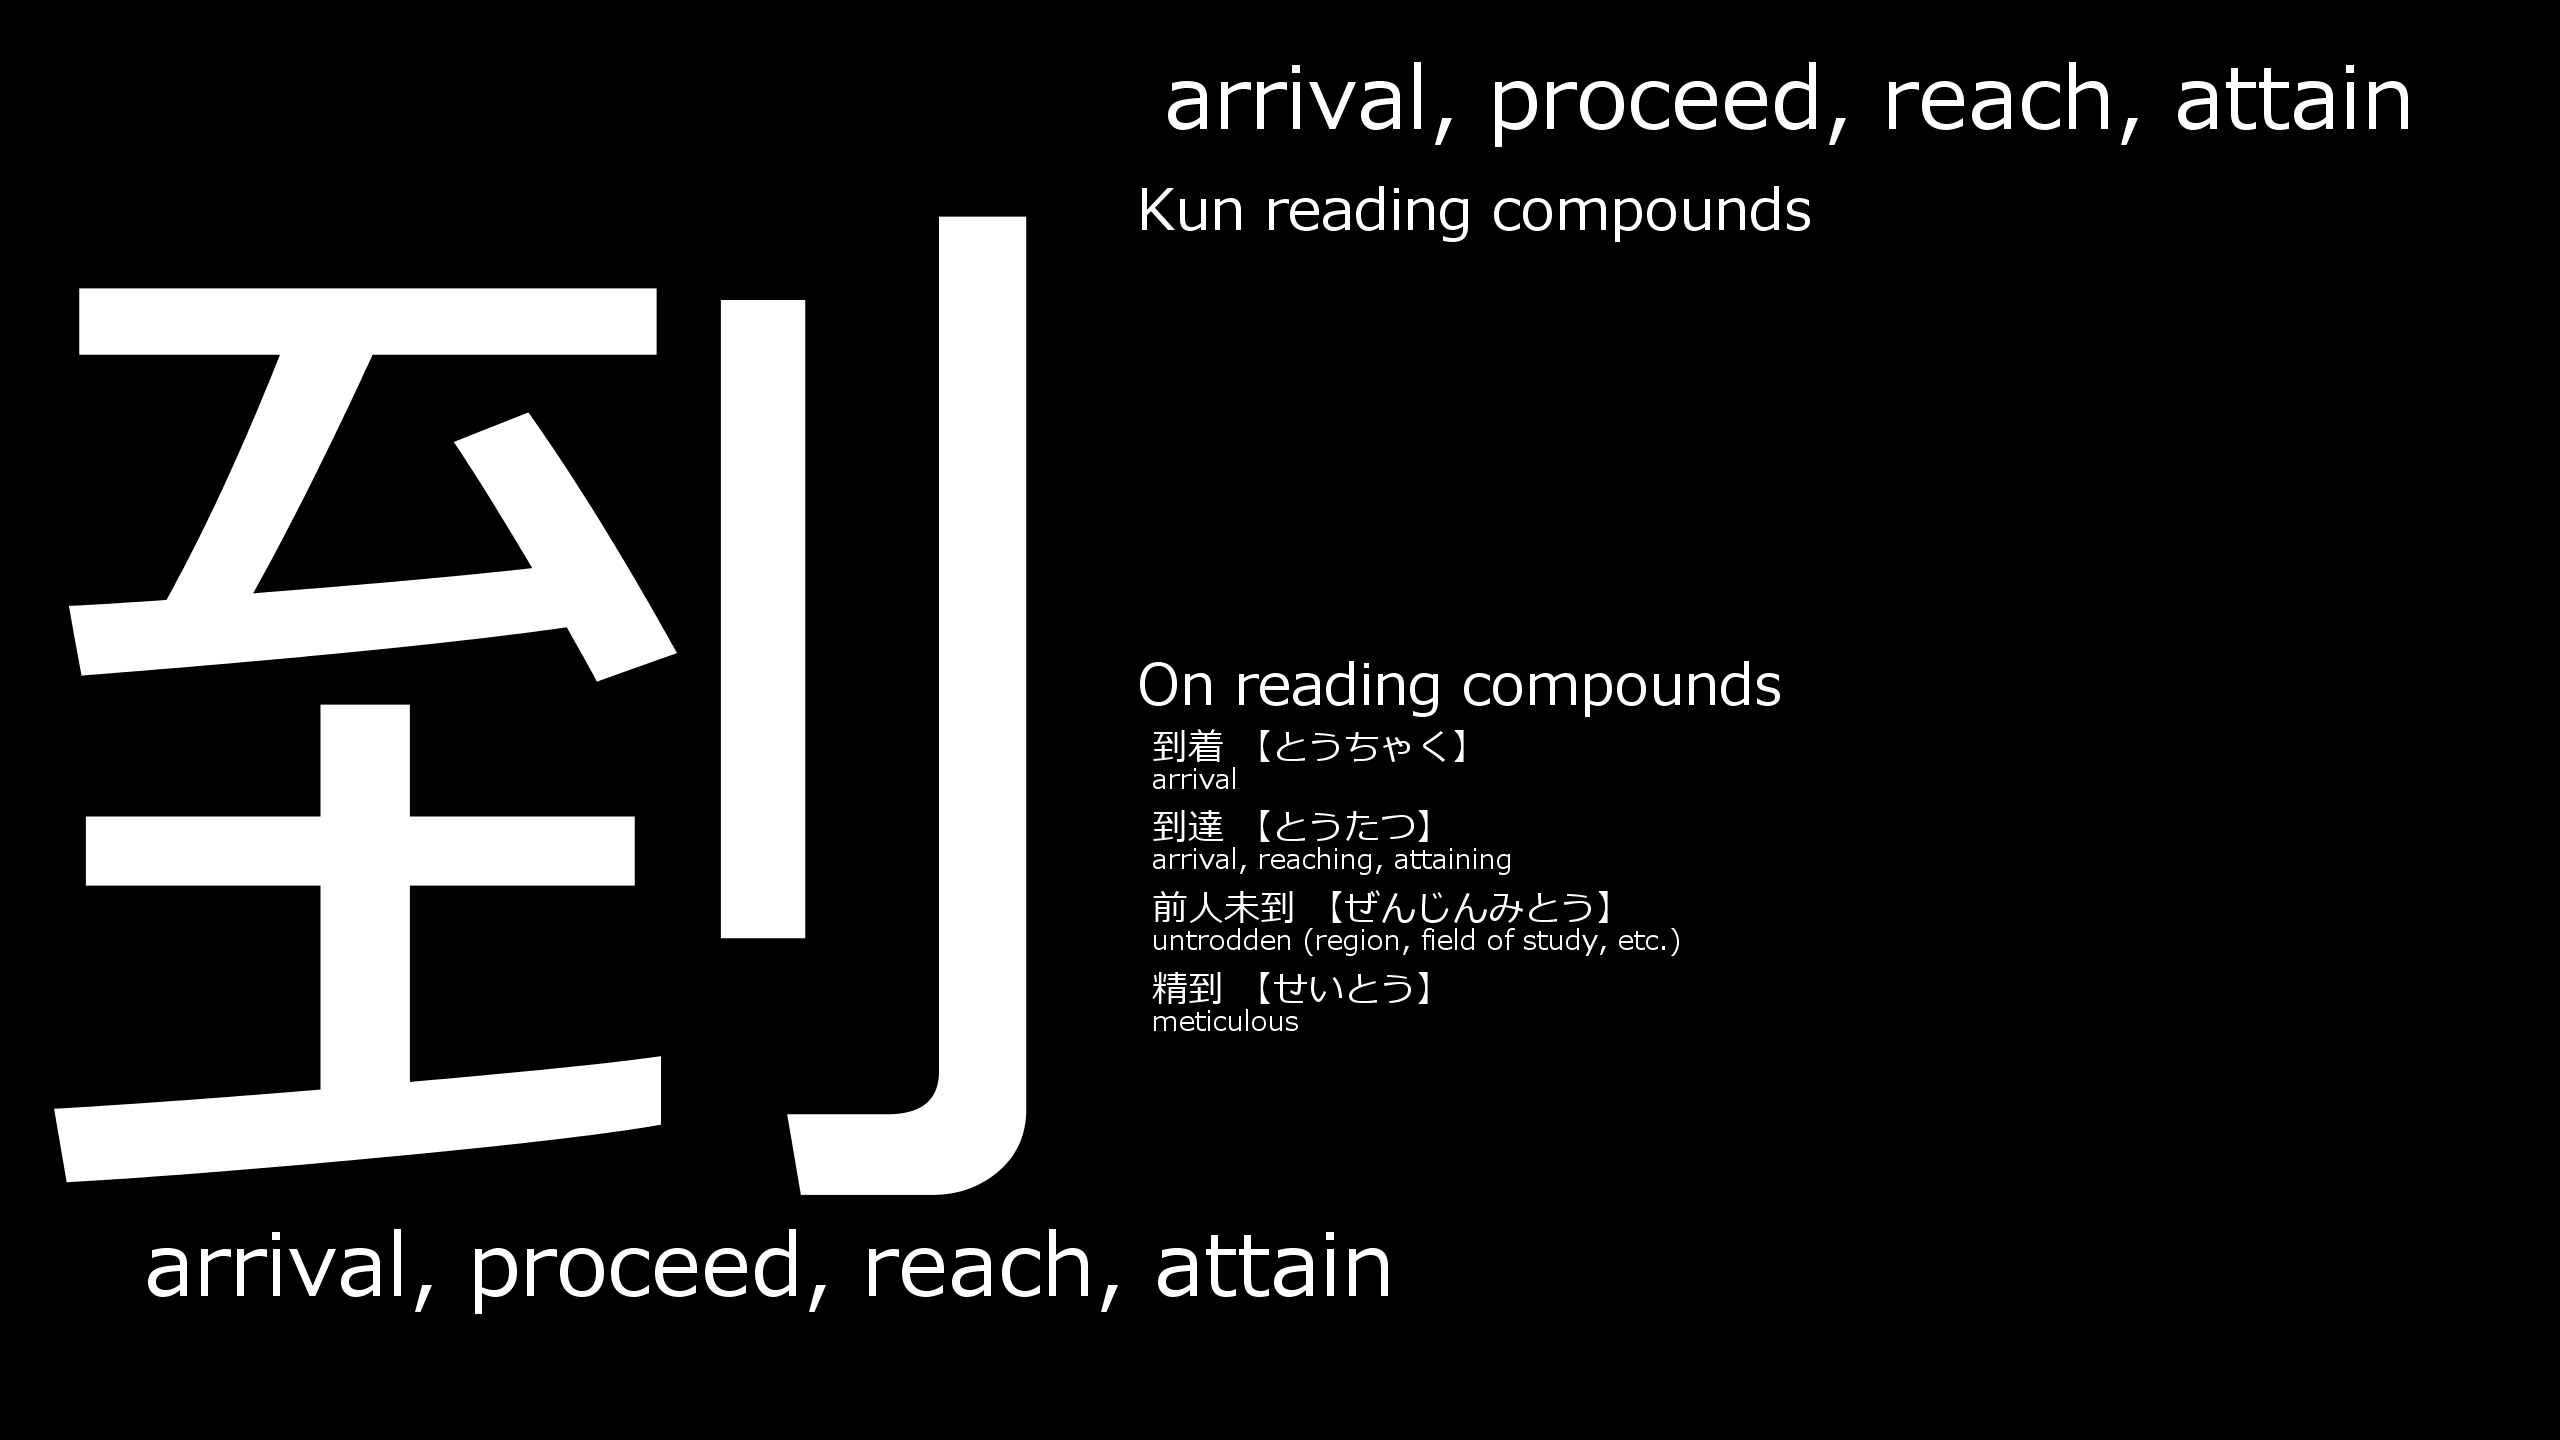 到
arrival, proceed, reach, attain
arrival, proceed, reach, attain
Kun reading compounds
On reading compounds
到着 【とうちゃく】
arrival
到達 【とうたつ】
arrival, reaching, attaining
前人未到 【ぜんじんみとう】
untrodden (region, field of study, etc.)
精到 【せいとう】
meticulous